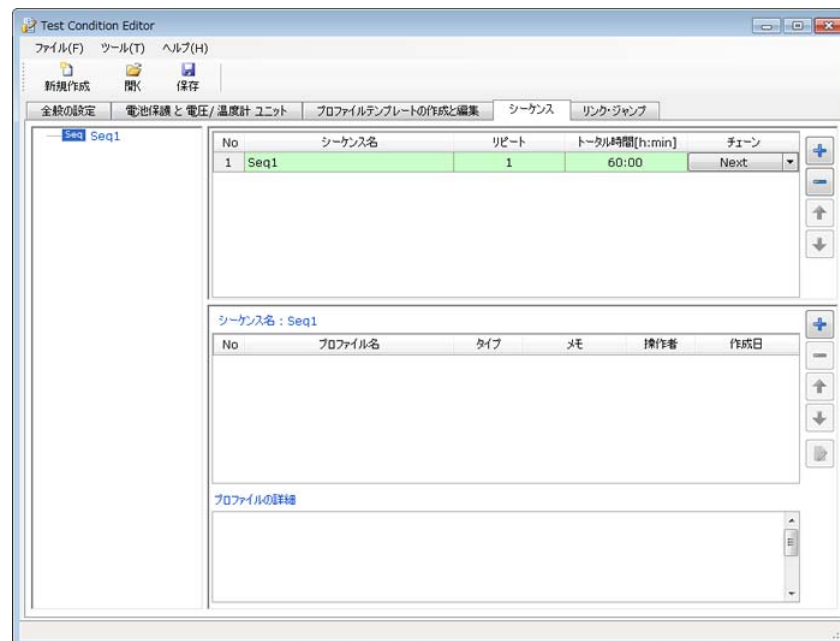 Test Condition Editor
ファイル(F) ツール(T) ヘルプ(H)
新規作成 開く 保存
全般の設定 電池保護 と 電圧/ 温度計 ユニット プロファイルテンプレートの作成と編集 シーケンス リンク・ジャンプ
Seq Seq1
No シーケンス名 リピート トータル時間[h:min] チェーン
1 Seq1 1 60:00 Next
シーケンス名 : Seq1
No プロファイル名 タイプ メモ 操作者 作成日
プロファイルの詳細